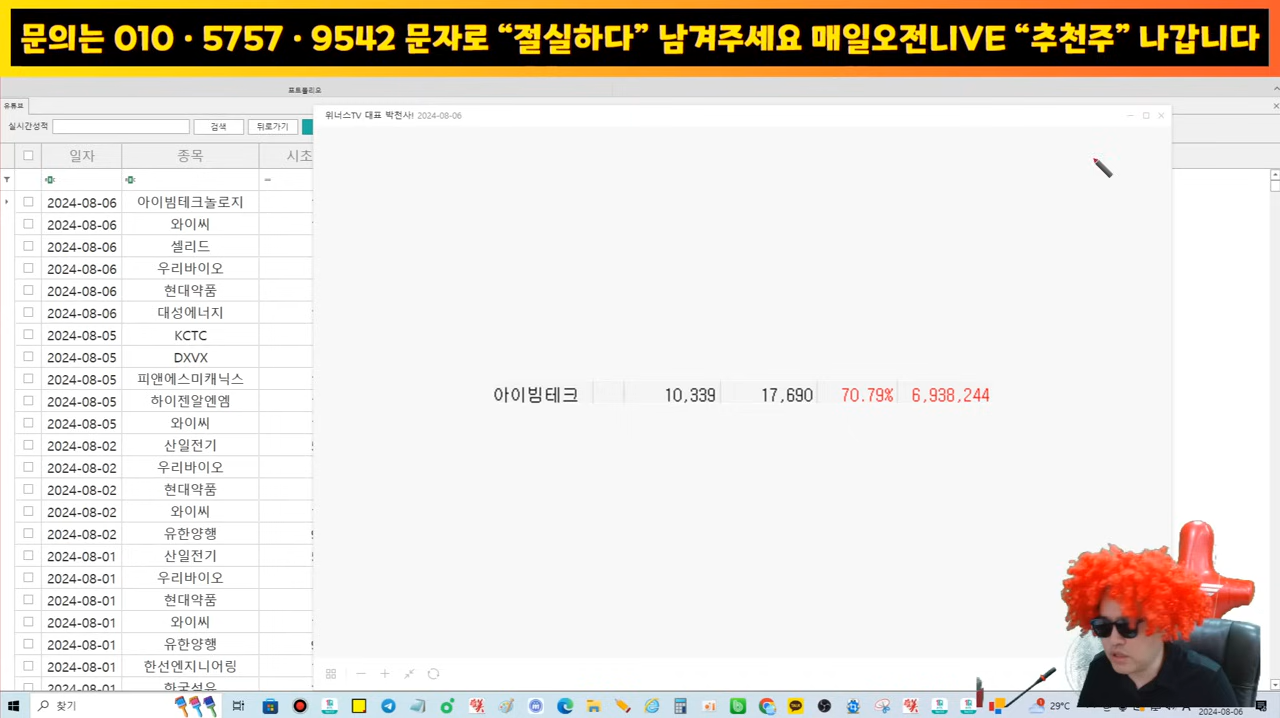 문의는 010·5757·9542 문자로 “절실하다” 남겨주세요 매일오전LIVE “추천주” 나갑니다
포트폴리오
유튜브
실시간성적 검색 뒤로가기
위너스TV 대표 박천사! 2024-08-06
일자 종목 시초
2024-08-06 아이빔테크놀로지
2024-08-06 와이씨
2024-08-06 셀리드
2024-08-06 우리바이오
2024-08-06 현대약품
2024-08-06 대성에너지
2024-08-05 KCTC
2024-08-05 DXVX
2024-08-05 피앤에스미캐닉스
2024-08-05 하이젠알앤엠
2024-08-05 와이씨
2024-08-02 산일전기
2024-08-02 우리바이오
2024-08-02 현대약품
2024-08-02 와이씨
2024-08-02 유한양행
2024-08-01 산일전기
2024-08-01 우리바이오
2024-08-01 현대약품
2024-08-01 와이씨
2024-08-01 유한양행
2024-08-01 한선엔지니어링
2024-08-01 한국석유
아이빔테크 10,339 17,690 70.79% 6,938,244
찾기
29°C
2024-08-06